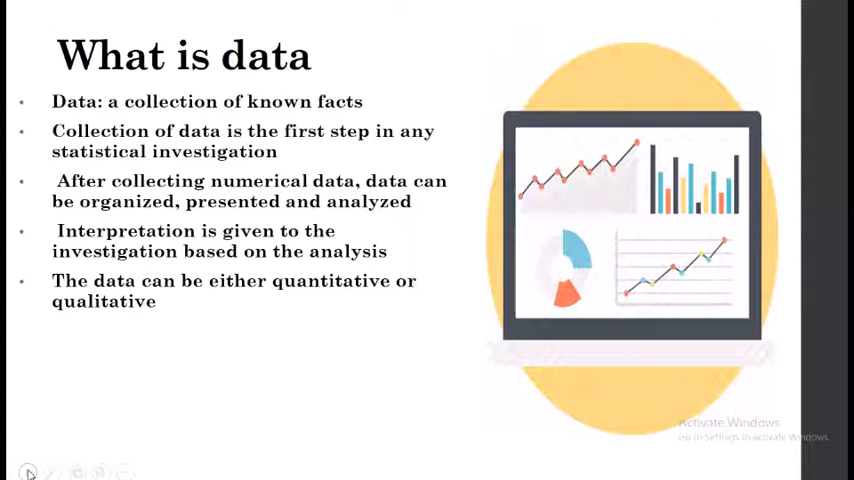 What is data
• Data: a collection of known facts
• Collection of data is the first step in any
statistical investigation
• After collecting numerical data, data can
be organized, presented and analyzed
• Interpretation is given to the
investigation based on the analysis
• The data can be either quantitative or
qualitative
Activate Windows
Go to Settings to activate Windows.